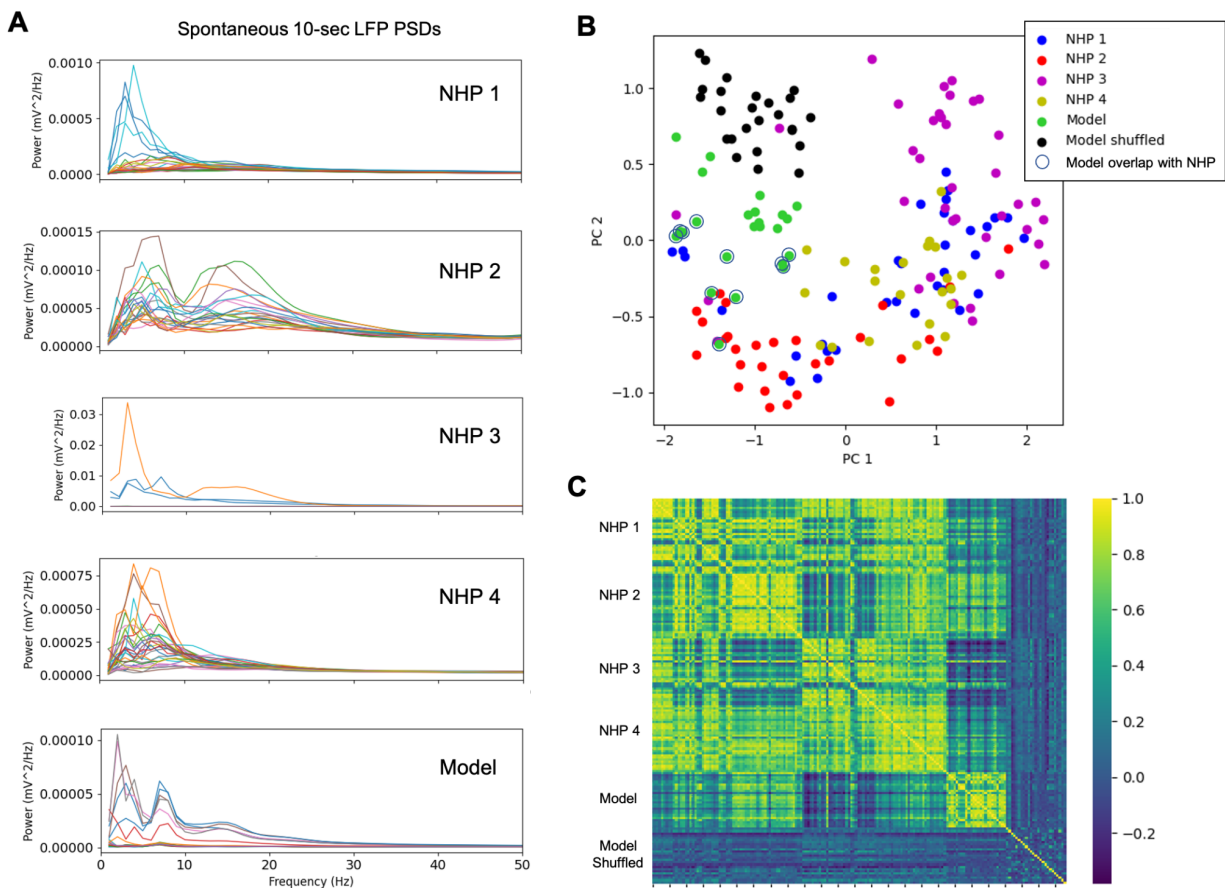 A
Spontaneous 10-sec LFP PSDs
Power (mV^2/Hz)
0.0010
0.0005
0.0000
NHP 1
Power (mV^2/Hz)
0.00015
0.00010
0.00005
0.00000
NHP 2
Power (mV^2/Hz)
0.03
0.02
0.01
0.00
NHP 3
Power (mV^2/Hz)
0.00075
0.00050
0.00025
0.00000
NHP 4
Power (mV^2/Hz)
0.00010
0.00005
0.00000
Model
0 10 20 30 40 50
Frequency (Hz)
B
PC 2
1.0
0.5
0.0
−0.5
−1.0
−2 −1 0 1 2
PC 1
NHP 1
NHP 2
NHP 3
NHP 4
Model
Model shuffled
Model overlap with NHP
C
NHP 1
NHP 2
NHP 3
NHP 4
Model
Model
Shuffled
1.0
0.8
0.6
0.4
0.2
0.0
−0.2